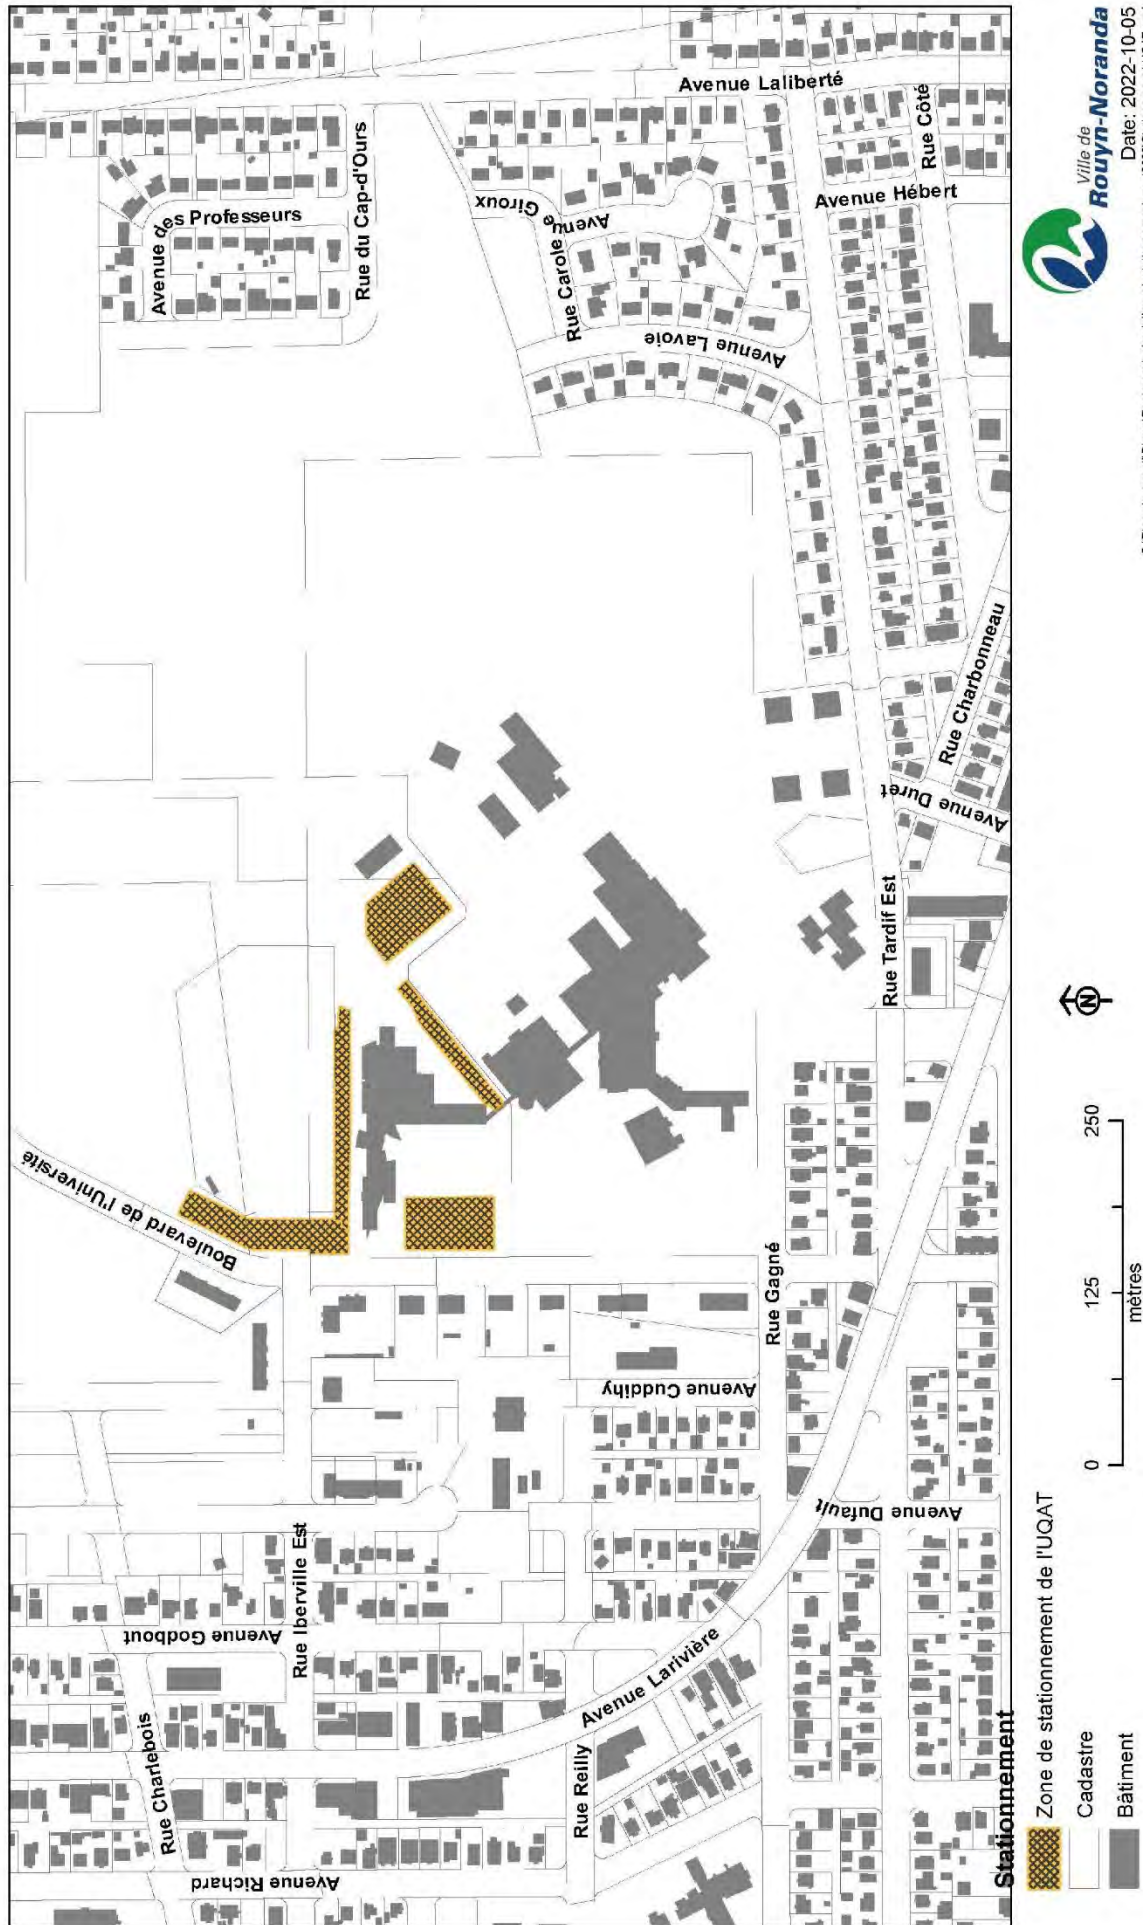 Avenue Laliberté
Rue Côté
Avenue Hébert
Rue du Cap-d'Ours
Avenue des Professeurs
Avenue Giroux
Rue Carole
Avenue Lavoie
Rue Charbonneau
Avenue Duret
Rue Tardif Est
Boulevard de l'Université
Rue Gagné
Avenue Cuddihy
Avenue Dufault
Rue Iberville Est
Avenue Godbout
Rue Charlebois
Avenue Larivière
Rue Reilly
Avenue Richard
Stationnement
Zone de stationnement de l'UQAT
Cadastre
Bâtiment
0 125 250
mètres
N
Ville de
Rouyn-Noranda
Date: 2022-10-05